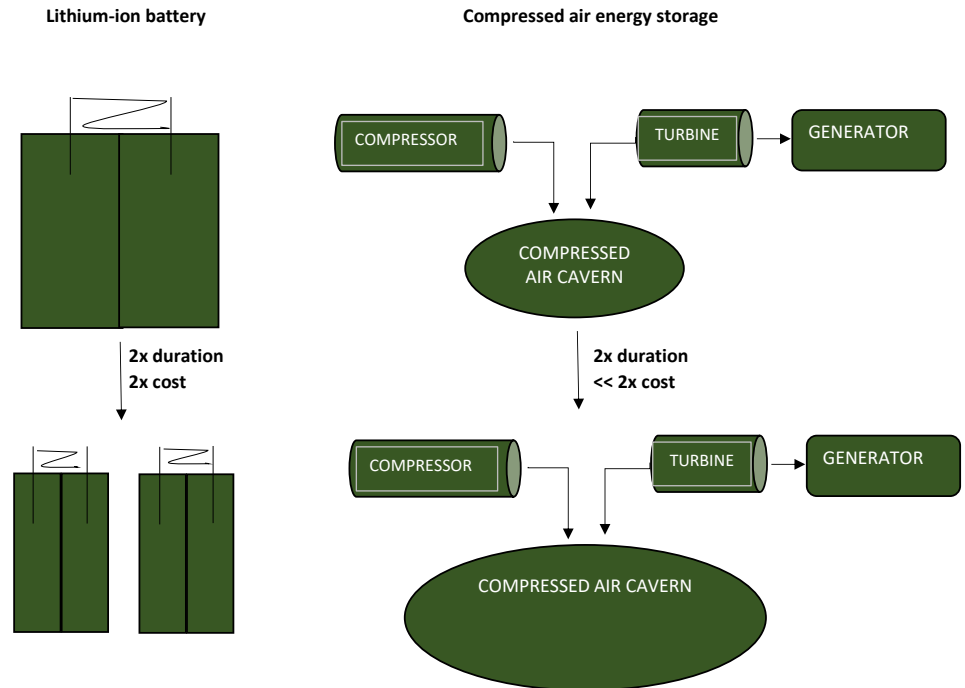 Lithium-ion battery
Compressed air energy storage
COMPRESSOR
TURBINE
GENERATOR
COMPRESSED
AIR CAVERN
2x duration
2x cost
2x duration
<< 2x cost
COMPRESSOR
TURBINE
GENERATOR
COMPRESSED AIR CAVERN